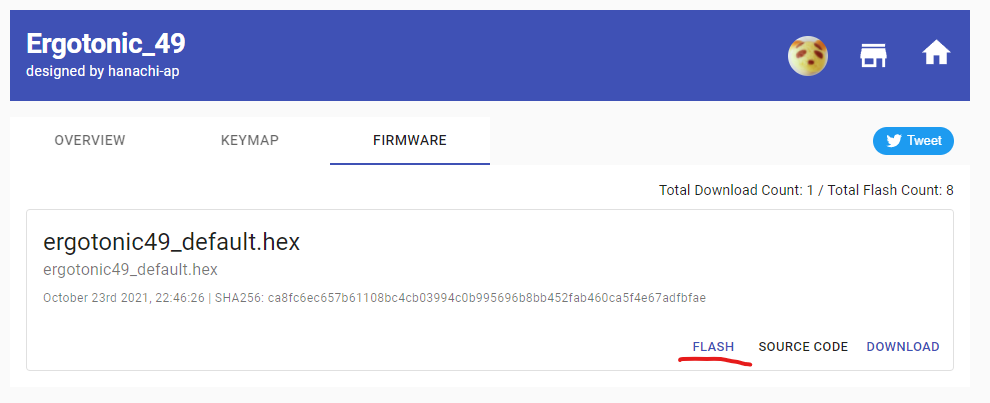 Ergotonic_49
designed by hanachi-ap
OVERVIEW KEYMAP FIRMWARE
Tweet
Total Download Count: 1 / Total Flash Count: 8
ergotonic49_default.hex
ergotonic49_default.hex
October 23rd 2021, 22:46:26 | SHA256: ca8fc6ec657b61108bc4cb03994c0b995696b8bb452fab460ca5f4e67adfbfae
FLASH SOURCE CODE DOWNLOAD